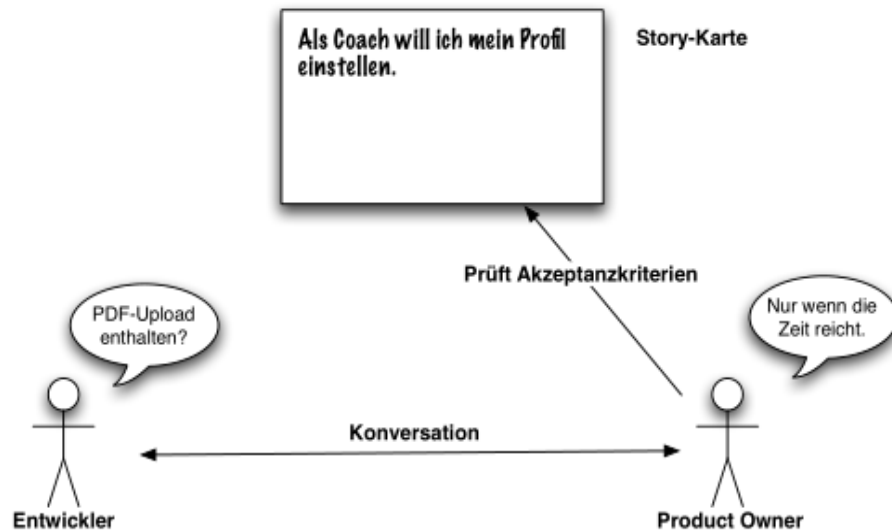 Als Coach will ich mein Profil
einstellen.
Story-Karte
Prüft Akzeptanzkriterien
PDF-Upload
enthalten?
Nur wenn die
Zeit reicht.
Konversation
Entwickler
Product Owner